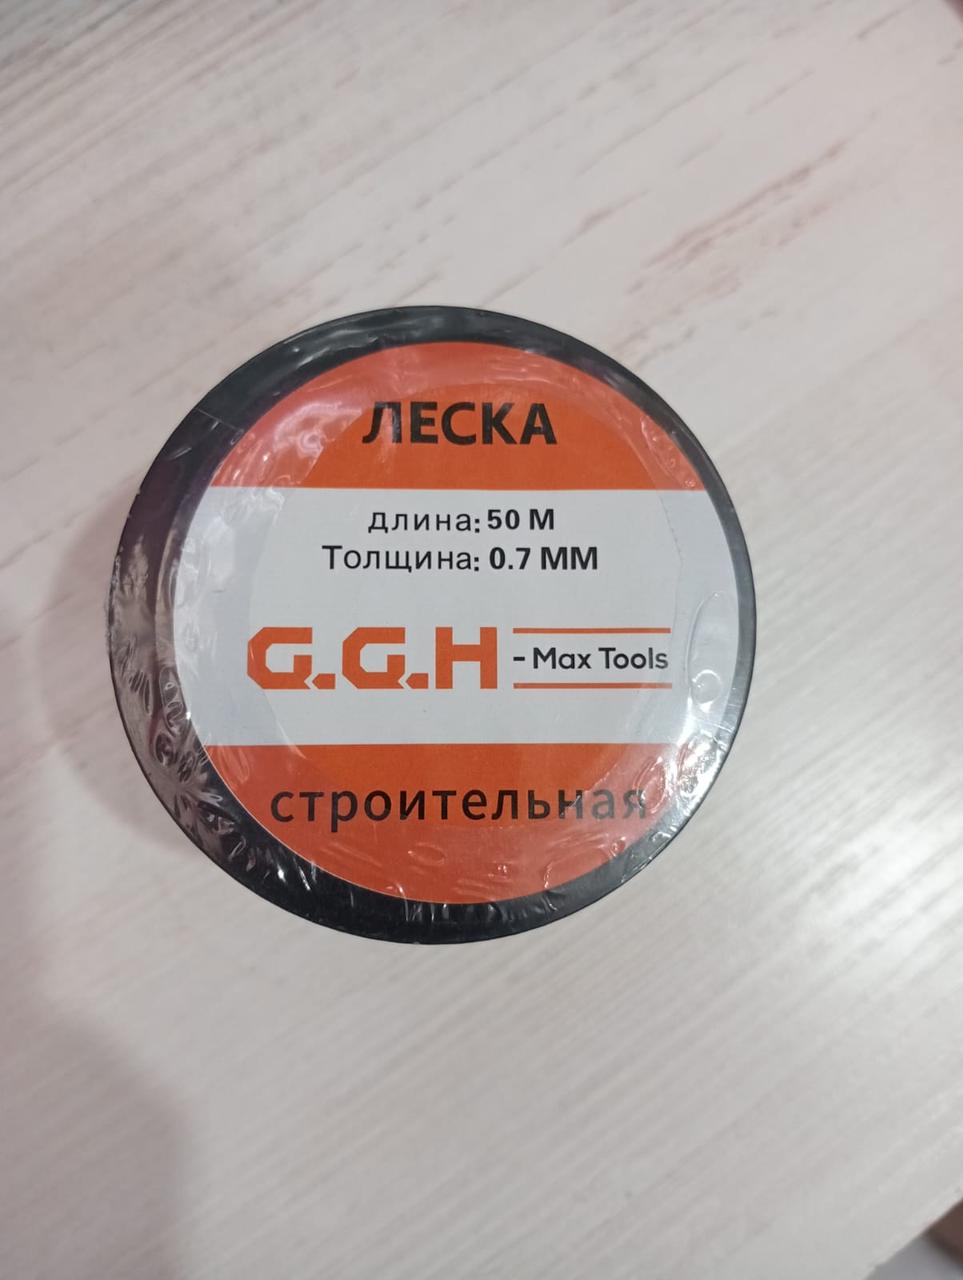 ЛЕСКА
длина: 50 М
Толщина: 0.7 ММ
G.G.H - Max Tools
строительная